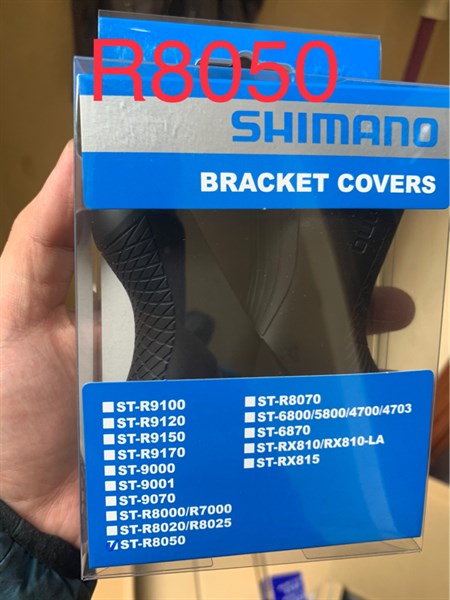 R8050
SHIMANO
BRACKET COVERS
ST-R9100
ST-R9120
ST-R9150
ST-R9170
ST-9000
ST-9001
ST-9070
ST-R8000/R7000
ST-R8020/R8025
ST-R8050
ST-R8070
ST-6800/5800/4700/4703
ST-6870
ST-RX810/RX810-LA
ST-RX815